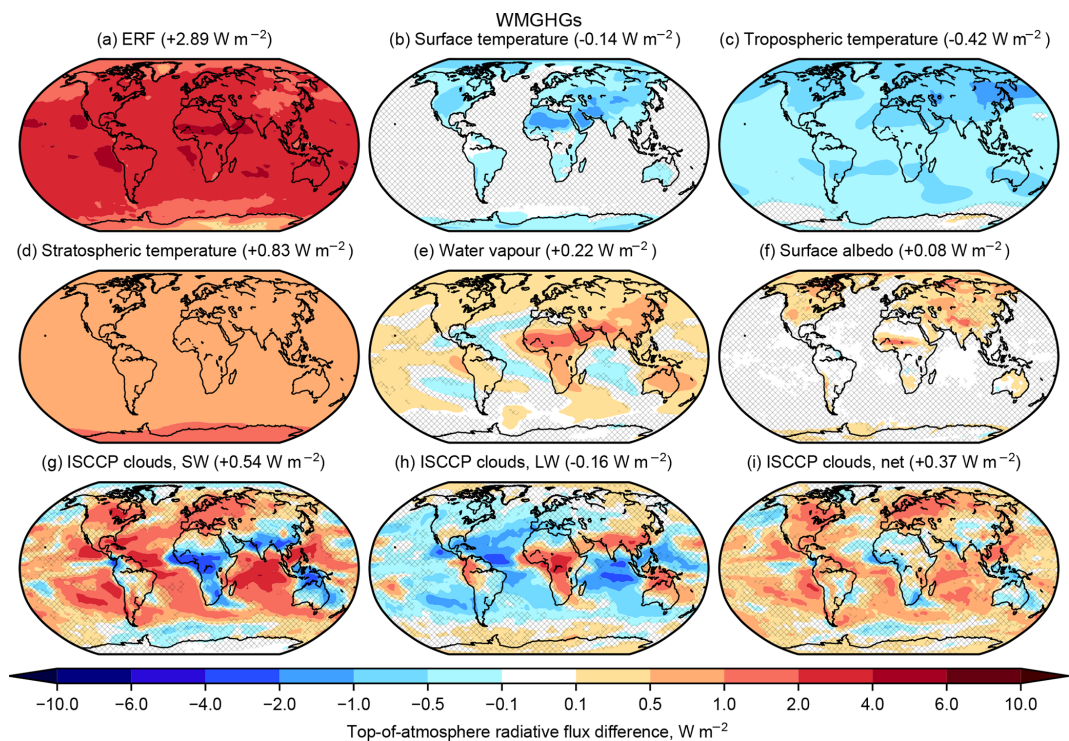 WMGHGs
(a) ERF (+2.89 W m⁻²)
(b) Surface temperature (-0.14 W m⁻²)
(c) Tropospheric temperature (-0.42 W m⁻²)
(d) Stratospheric temperature (+0.83 W m⁻²)
(e) Water vapour (+0.22 W m⁻²)
(f) Surface albedo (+0.08 W m⁻²)
(g) ISCCP clouds, SW (+0.54 W m⁻²)
(h) ISCCP clouds, LW (-0.16 W m⁻²)
(i) ISCCP clouds, net (+0.37 W m⁻²)
−10.0 −6.0 −4.0 −2.0 −1.0 −0.5 −0.1 0.1 0.5 1.0 2.0 4.0 6.0 10.0
Top-of-atmosphere radiative flux difference, W m⁻²